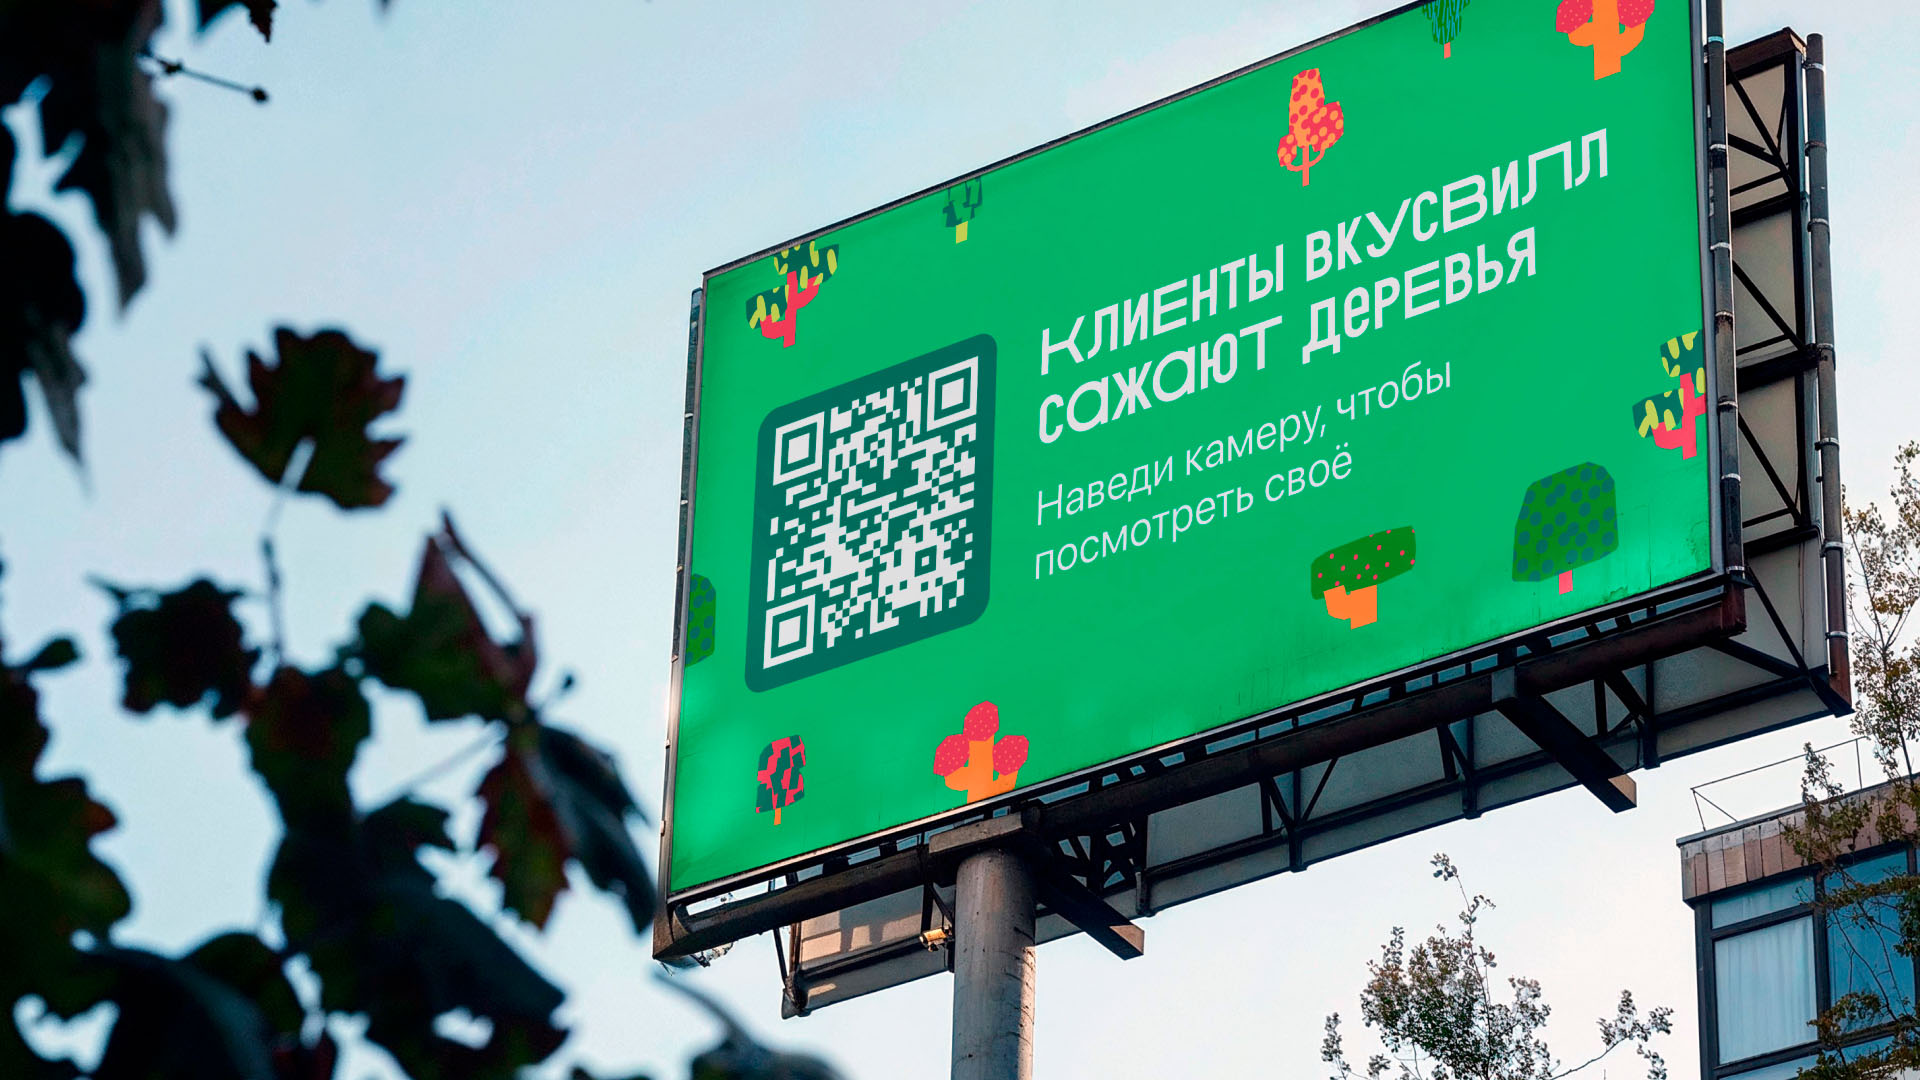 Клиенты вкусвилл
сажают деревья
Наведи камеру, чтобы
посмотреть своё